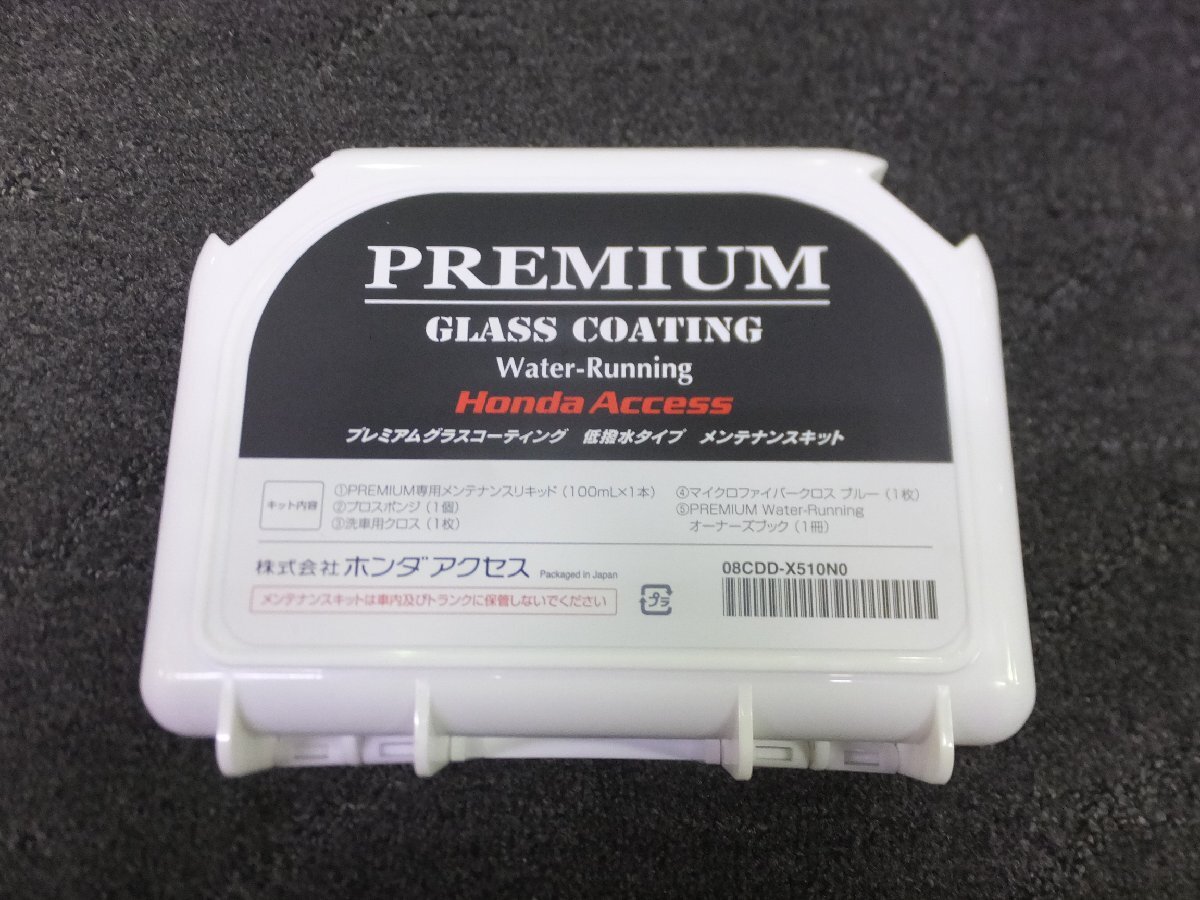 PREMIUM
GLASS COATING
Water-Running
Honda Access
プレミアムグラスコーティング 低撥水タイプ メンテナンスキット
キット内容
①PREMIUM専用メンテナンスリキッド(100mL×1本)
②プロスポンジ(1個)
③洗車用クロス(1枚)
④マイクロファイバークロス ブルー(1枚)
⑤PREMIUM Water-Running
オーナーズブック(1冊)
株式会社 ホンダアクセス Packaged in Japan
メンテナンスキットは車内及びトランクに保管しないでください
プラ
08CDD-X510N0